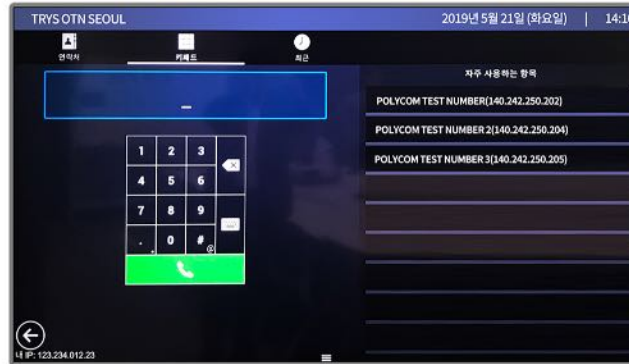 TRYS OTN SEOUL
2019년 5월 21일 (화요일) | 14:16
연락처 키패드 최근
자주 사용하는 항목
POLYCOM TEST NUMBER(140.242.250.202)
POLYCOM TEST NUMBER 2(140.242.250.204)
POLYCOM TEST NUMBER 3(140.242.250.205)
1 2 3
4 5 6
7 8 9
. 0 # @
내 IP: 123.234.012.23